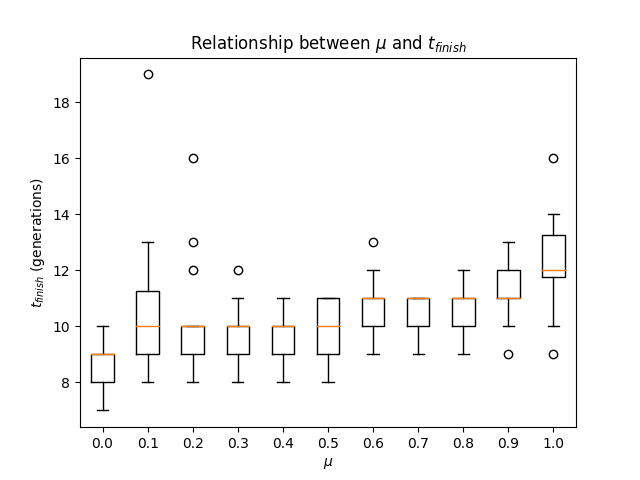 Relationship between μ and t_finish
t_finish (generations)
18
16
14
12
10
8
0.0 0.1 0.2 0.3 0.4 0.5 0.6 0.7 0.8 0.9 1.0
μ